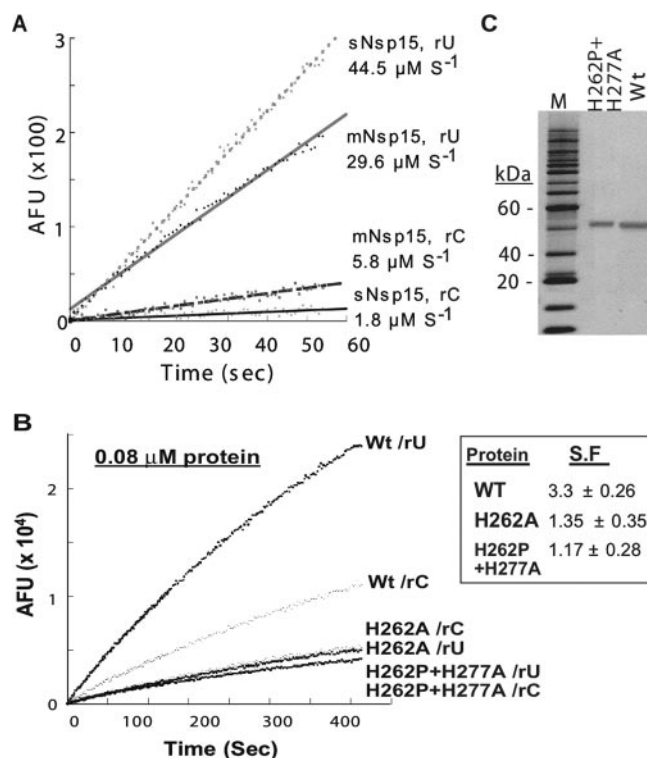 A
AFU (x100)
3
2
1
0
0 10 20 30 40 50 60
Time (sec)
sNsp15, rU
44.5 µM S-1
mNsp15, rU
29.6 µM S-1
mNsp15, rC
5.8 µM S-1
sNsp15, rC
1.8 µM S-1
C
M
H262P+
H277A
Wt
kDa
60 -
40 -
20 -
B
0.08 µM protein
AFU (x 10⁴)
2
1
0
0 100 200 300 400
Time (Sec)
Wt /rU
Wt/rC
H262A /rC
H262A /rU
H262P+H277A /rU
H262P+H277A /rC
Protein S.F
WT 3.3 ± 0.26
H262A 1.35 ± 0.35
H262P
+H277A 1.17 ± 0.28